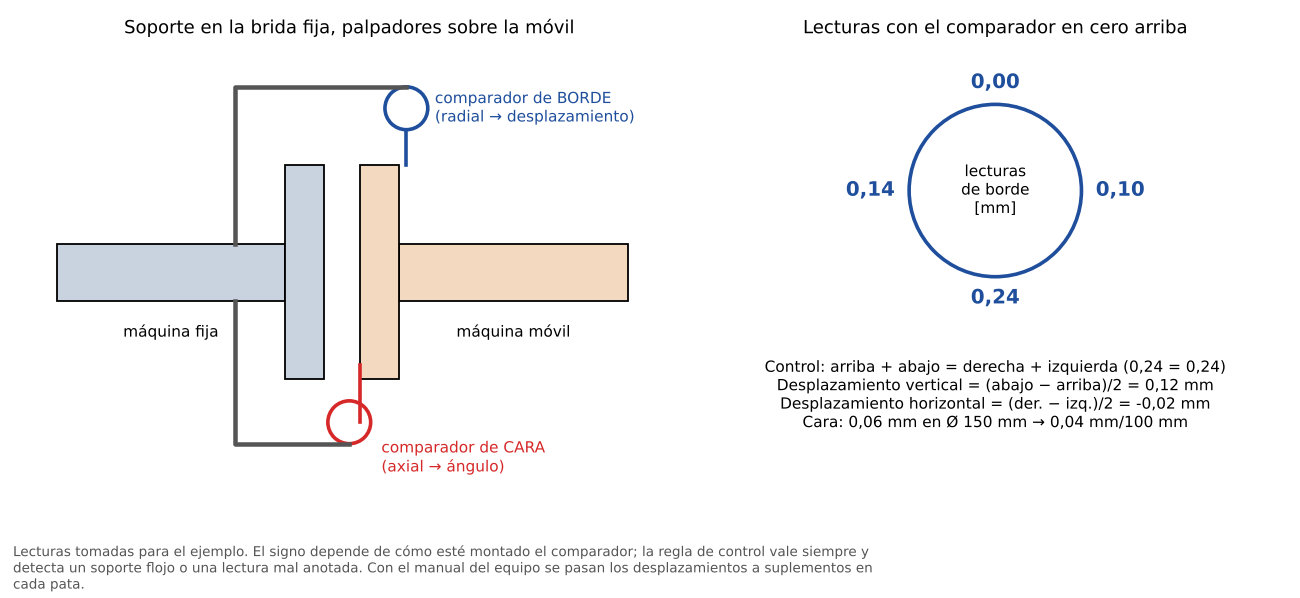 Soporte en la brida fija, palpadores sobre la móvil
comparador de BORDE
(radial → desplazamiento)
máquina fija
máquina móvil
comparador de CARA
(axial → ángulo)
Lecturas con el comparador en cero arriba
0,00
0,14
lecturas
de borde
[mm]
0,10
0,24
Control: arriba + abajo = derecha + izquierda (0,24 = 0,24)
Desplazamiento vertical = (abajo − arriba)/2 = 0,12 mm
Desplazamiento horizontal = (der. − izq.)/2 = -0,02 mm
Cara: 0,06 mm en Ø 150 mm → 0,04 mm/100 mm
Lecturas tomadas para el ejemplo. El signo depende de cómo esté montado el comparador; la regla de control vale siempre y
detecta un soporte flojo o una lectura mal anotada. Con el manual del equipo se pasan los desplazamientos a suplementos en
cada pata.